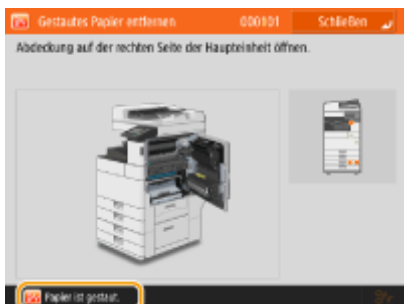 Gestautes Papier entfernen 000101 Schließen
Abdeckung auf der rechten Seite der Haupteinheit öffnen.
Papier ist gestaut.